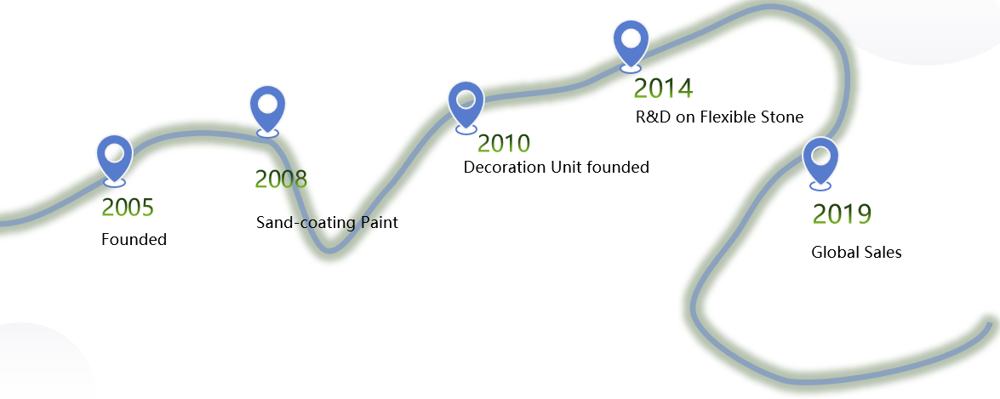 2005
Founded
2008
Sand-coating Paint
2010
Decoration Unit founded
2014
R&D on Flexible Stone
2019
Global Sales